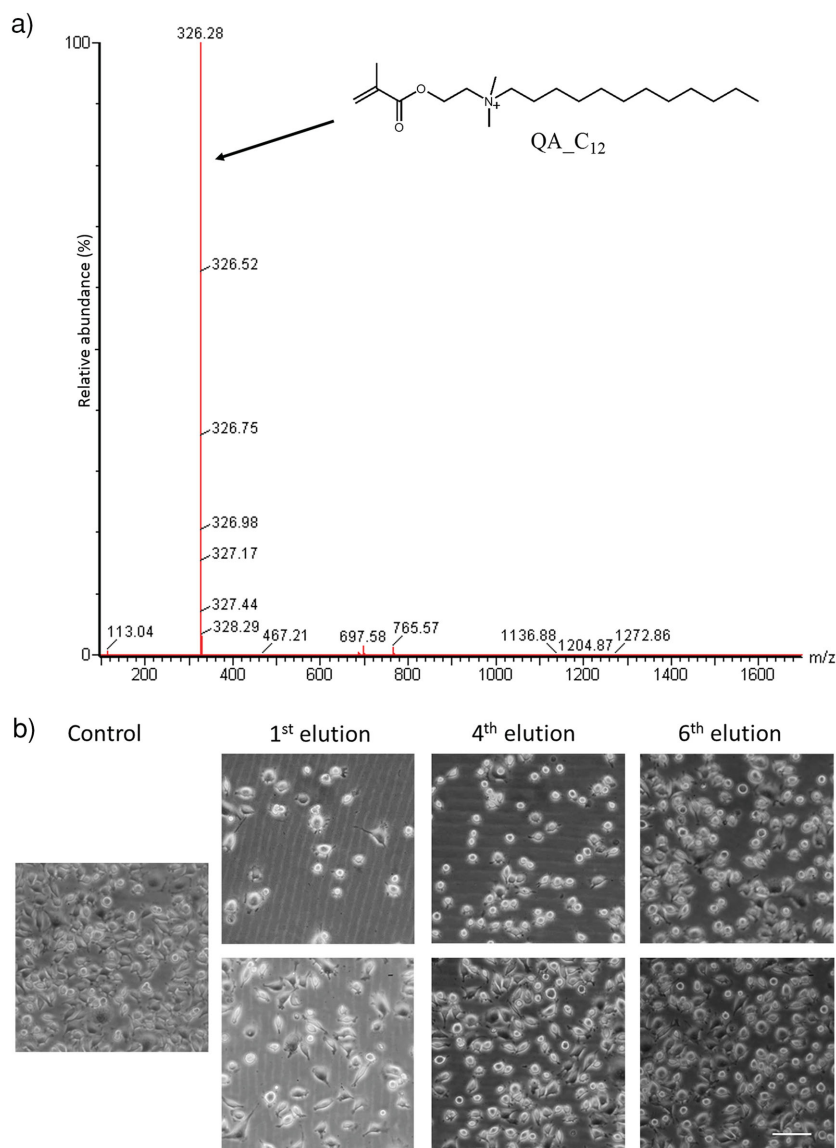 a)
100
326.28
O
O
N+
QA_C12
326.52
Relative abundance (%)
326.75
326.98
327.17
327.44
328.29
113.04
467.21
697.58
765.57
1136.88
1204.87
1272.86
0
m/z
200 400 600 800 1000 1200 1400 1600
b)
Control 1st elution 4th elution 6th elution